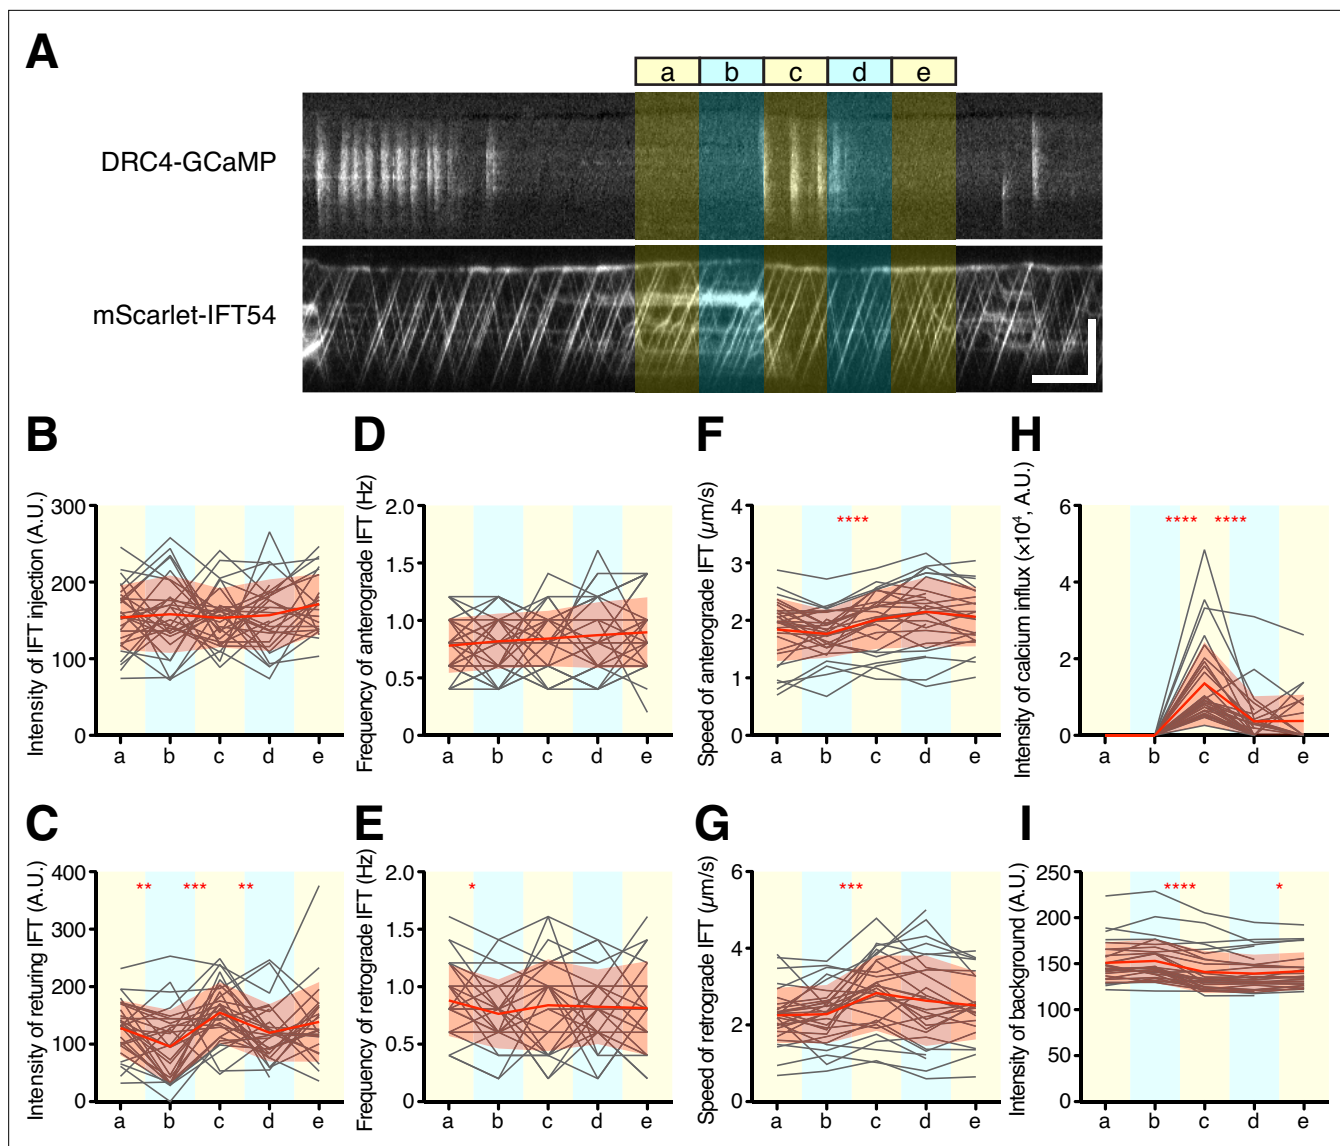 A
a b c d e
DRC4-GCaMP
mScarlet-IFT54
B
Intensity of IFT injection (A.U.)
300
200
100
0
a b c d e
D
Frequency of anterograde IFT (Hz)
2.0
1.5
1.0
0.5
0
a b c d e
F
Speed of anterograde IFT (µm/s)
4
3
2
1
0
****
a b c d e
H
Intensity of calcium influx (×10⁴, A.U.)
6
4
2
0
**** ****
a b c d e
C
Intensity of returing IFT (A.U.)
400
300
200
100
0
** *** **
a b c d e
E
Frequency of retrograde IFT (Hz)
2.0
1.5
1.0
0.5
0
*
a b c d e
G
Speed of retrograde IFT (µm/s)
6
4
2
0
***
a b c d e
I
Intensity of background (A.U.)
250
200
150
100
50
0
**** *
a b c d e